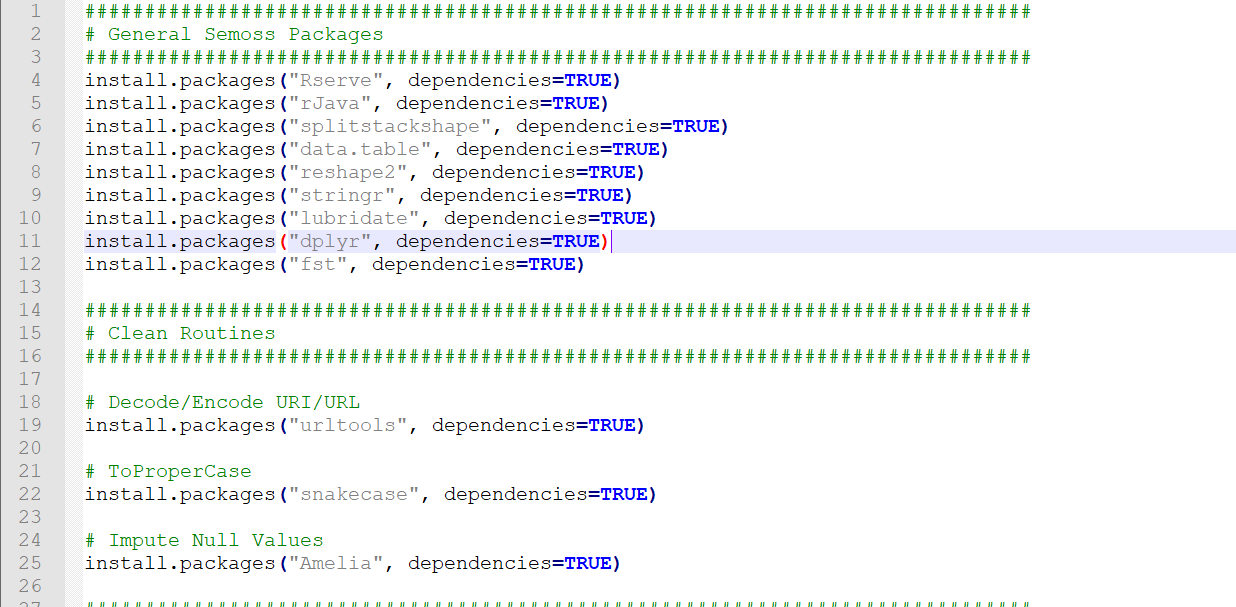 1 ###############################################################################
2 # General Semoss Packages
3 ###############################################################################
4 install.packages("Rserve", dependencies=TRUE)
5 install.packages("rJava", dependencies=TRUE)
6 install.packages("splitstackshape", dependencies=TRUE)
7 install.packages("data.table", dependencies=TRUE)
8 install.packages("reshape2", dependencies=TRUE)
9 install.packages("stringr", dependencies=TRUE)
10 install.packages("lubridate", dependencies=TRUE)
11 install.packages("dplyr", dependencies=TRUE)
12 install.packages("fst", dependencies=TRUE)
13
14 ###############################################################################
15 # Clean Routines
16 ###############################################################################
17
18 # Decode/Encode URI/URL
19 install.packages("urltools", dependencies=TRUE)
20
21 # ToProperCase
22 install.packages("snakecase", dependencies=TRUE)
23
24 # Impute Null Values
25 install.packages("Amelia", dependencies=TRUE)
26
27 ###############################################################################